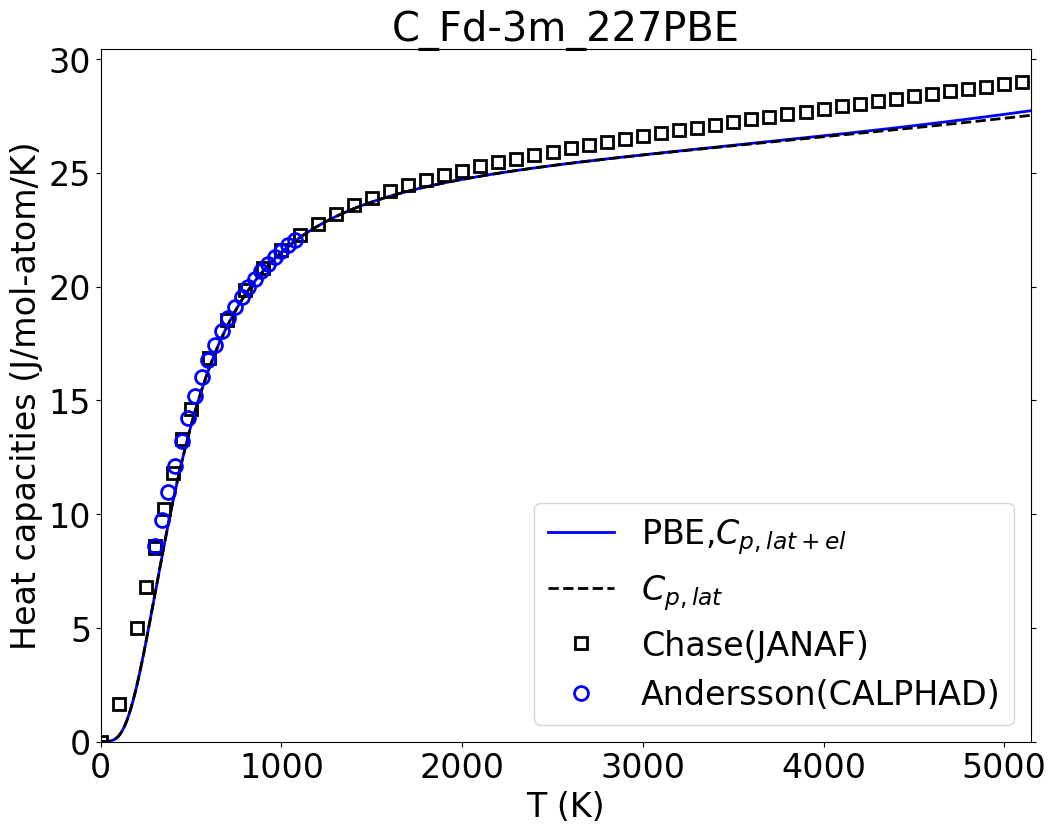 C_Fd-3m_227PBE
Heat capacities (J/mol-atom/K)
30
25
20
15
10
5
0
PBE,C_{p, lat+el}
C_{p, lat}
Chase(JANAF)
Andersson(CALPHAD)
0 1000 2000 3000 4000 5000
T (K)